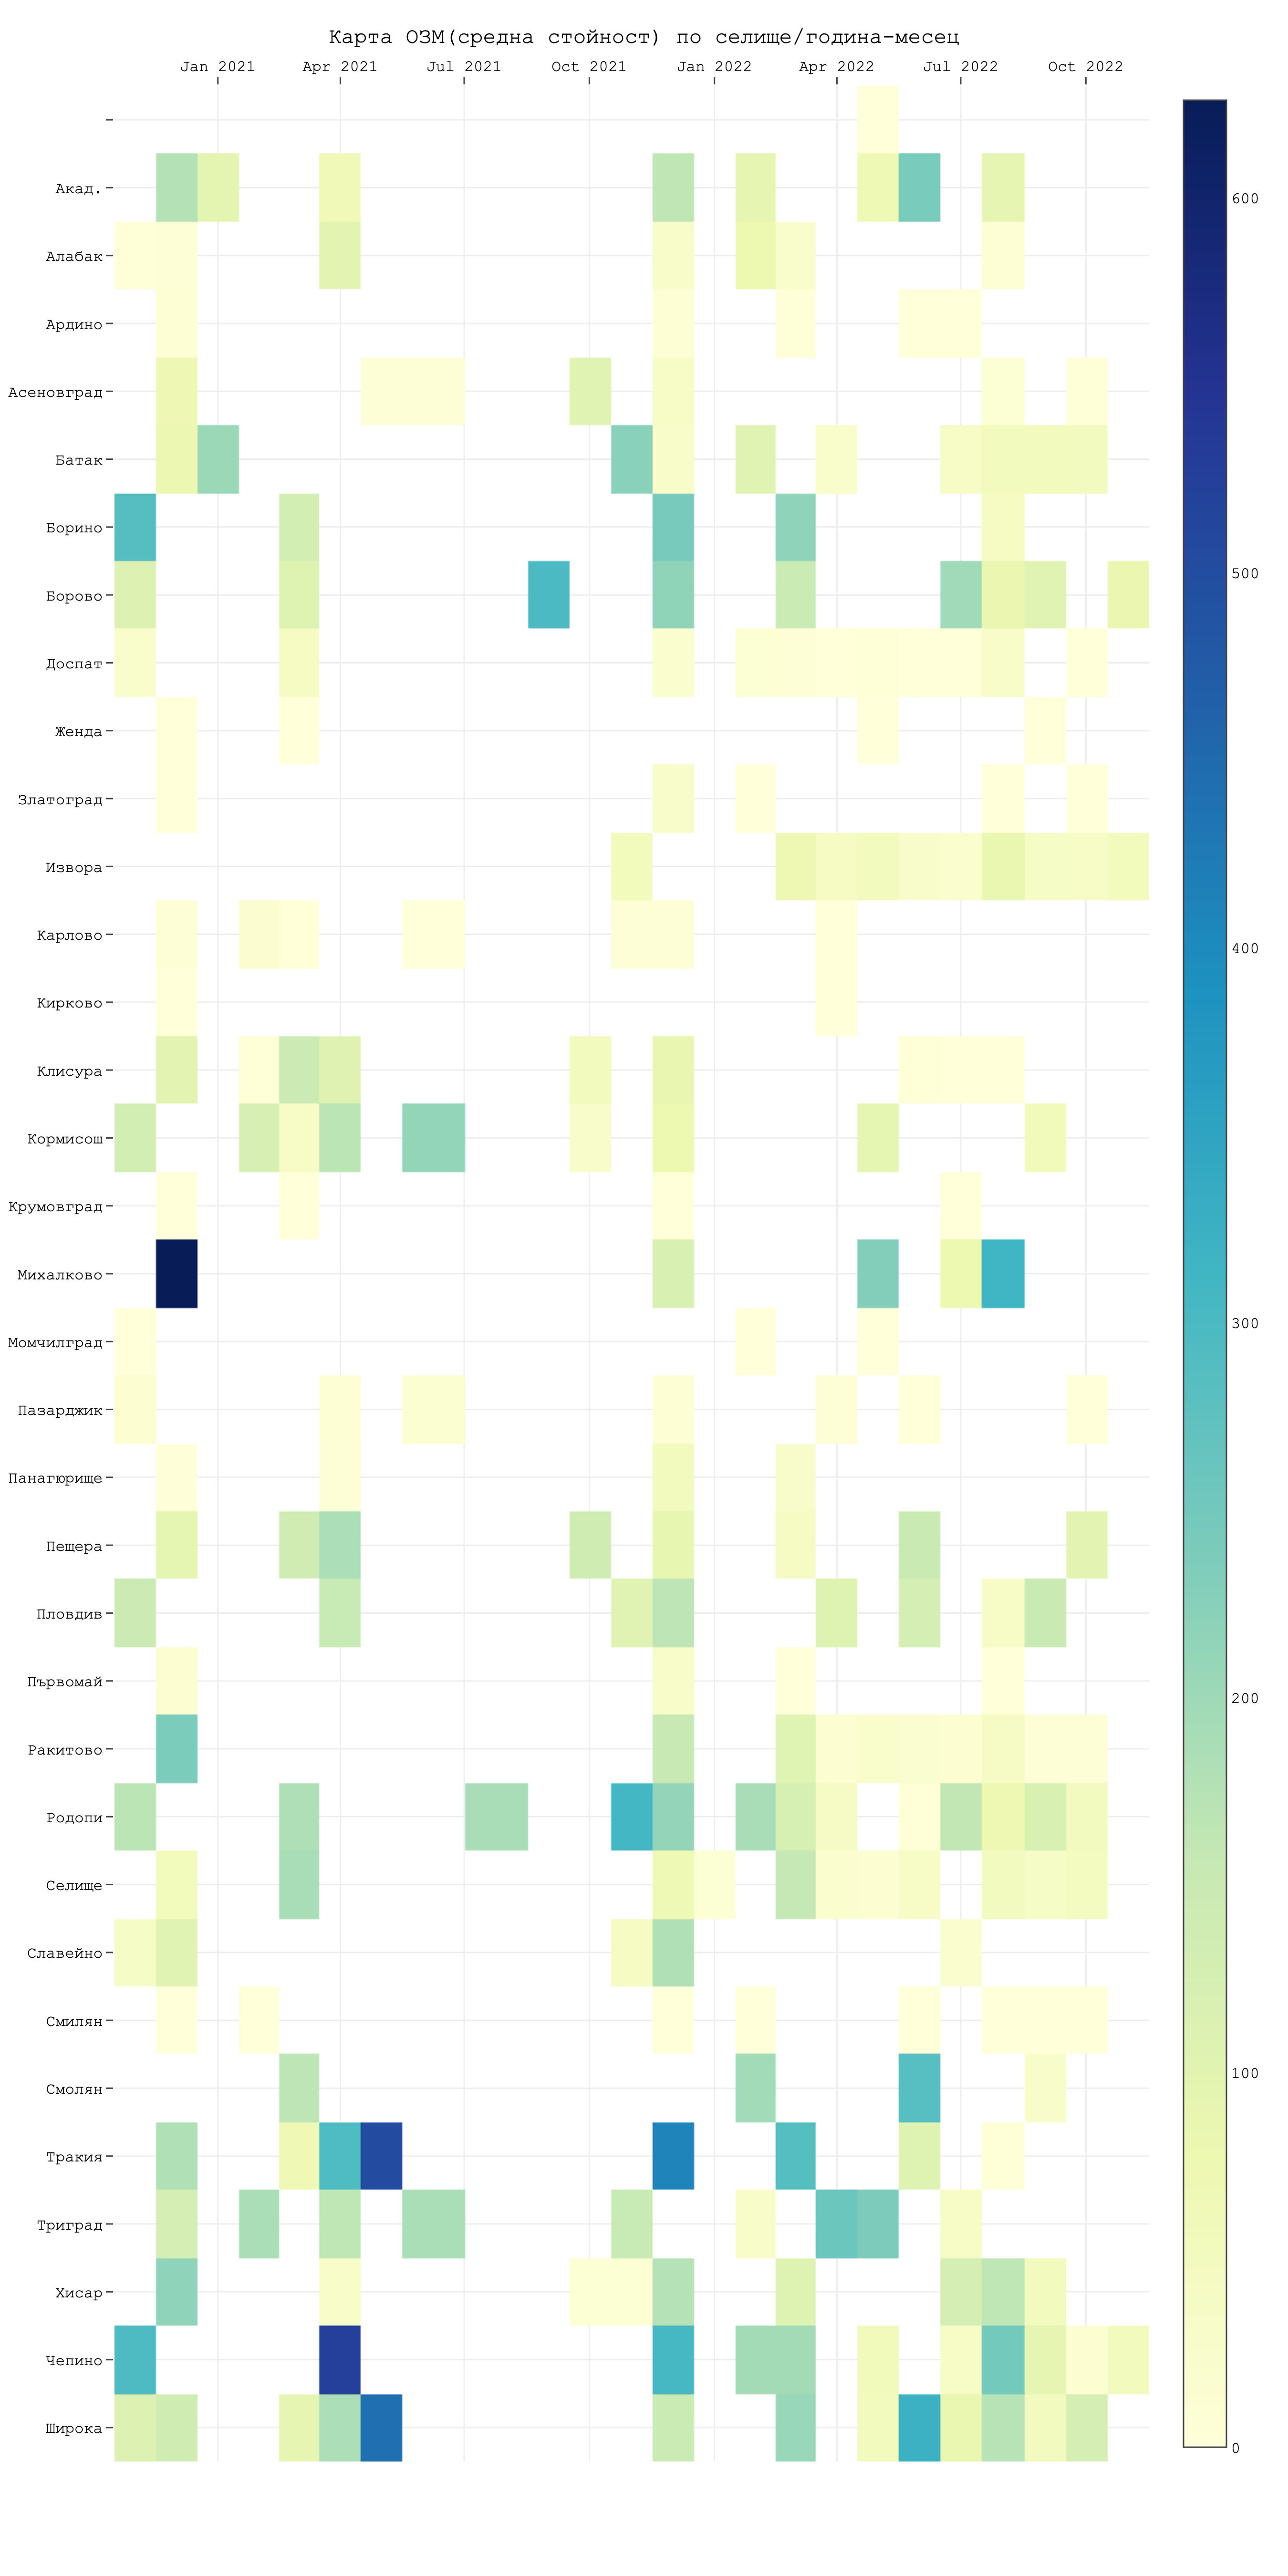 Карта ОЗМ(средна стойност) по селище/година-месец
Jan 2021 Apr 2021 Jul 2021 Oct 2021 Jan 2022 Apr 2022 Jul 2022 Oct 2022
Акад.
600
Алабак
Ардино
Асеновград
Батак
Борино
500
Борово
Доспат
Женда
Златоград
Извора
Карлово
400
Кирково
Клисура
Кормисош
Крумовград
Михалково
300
Момчилград
Пазарджик
Панагюрище
Пещера
Пловдив
Първомай
200
Ракитово
Родопи
Селище
Славейно
Смилян
100
Смолян
Тракия
Триград
Хисар
Чепино
Широка
0